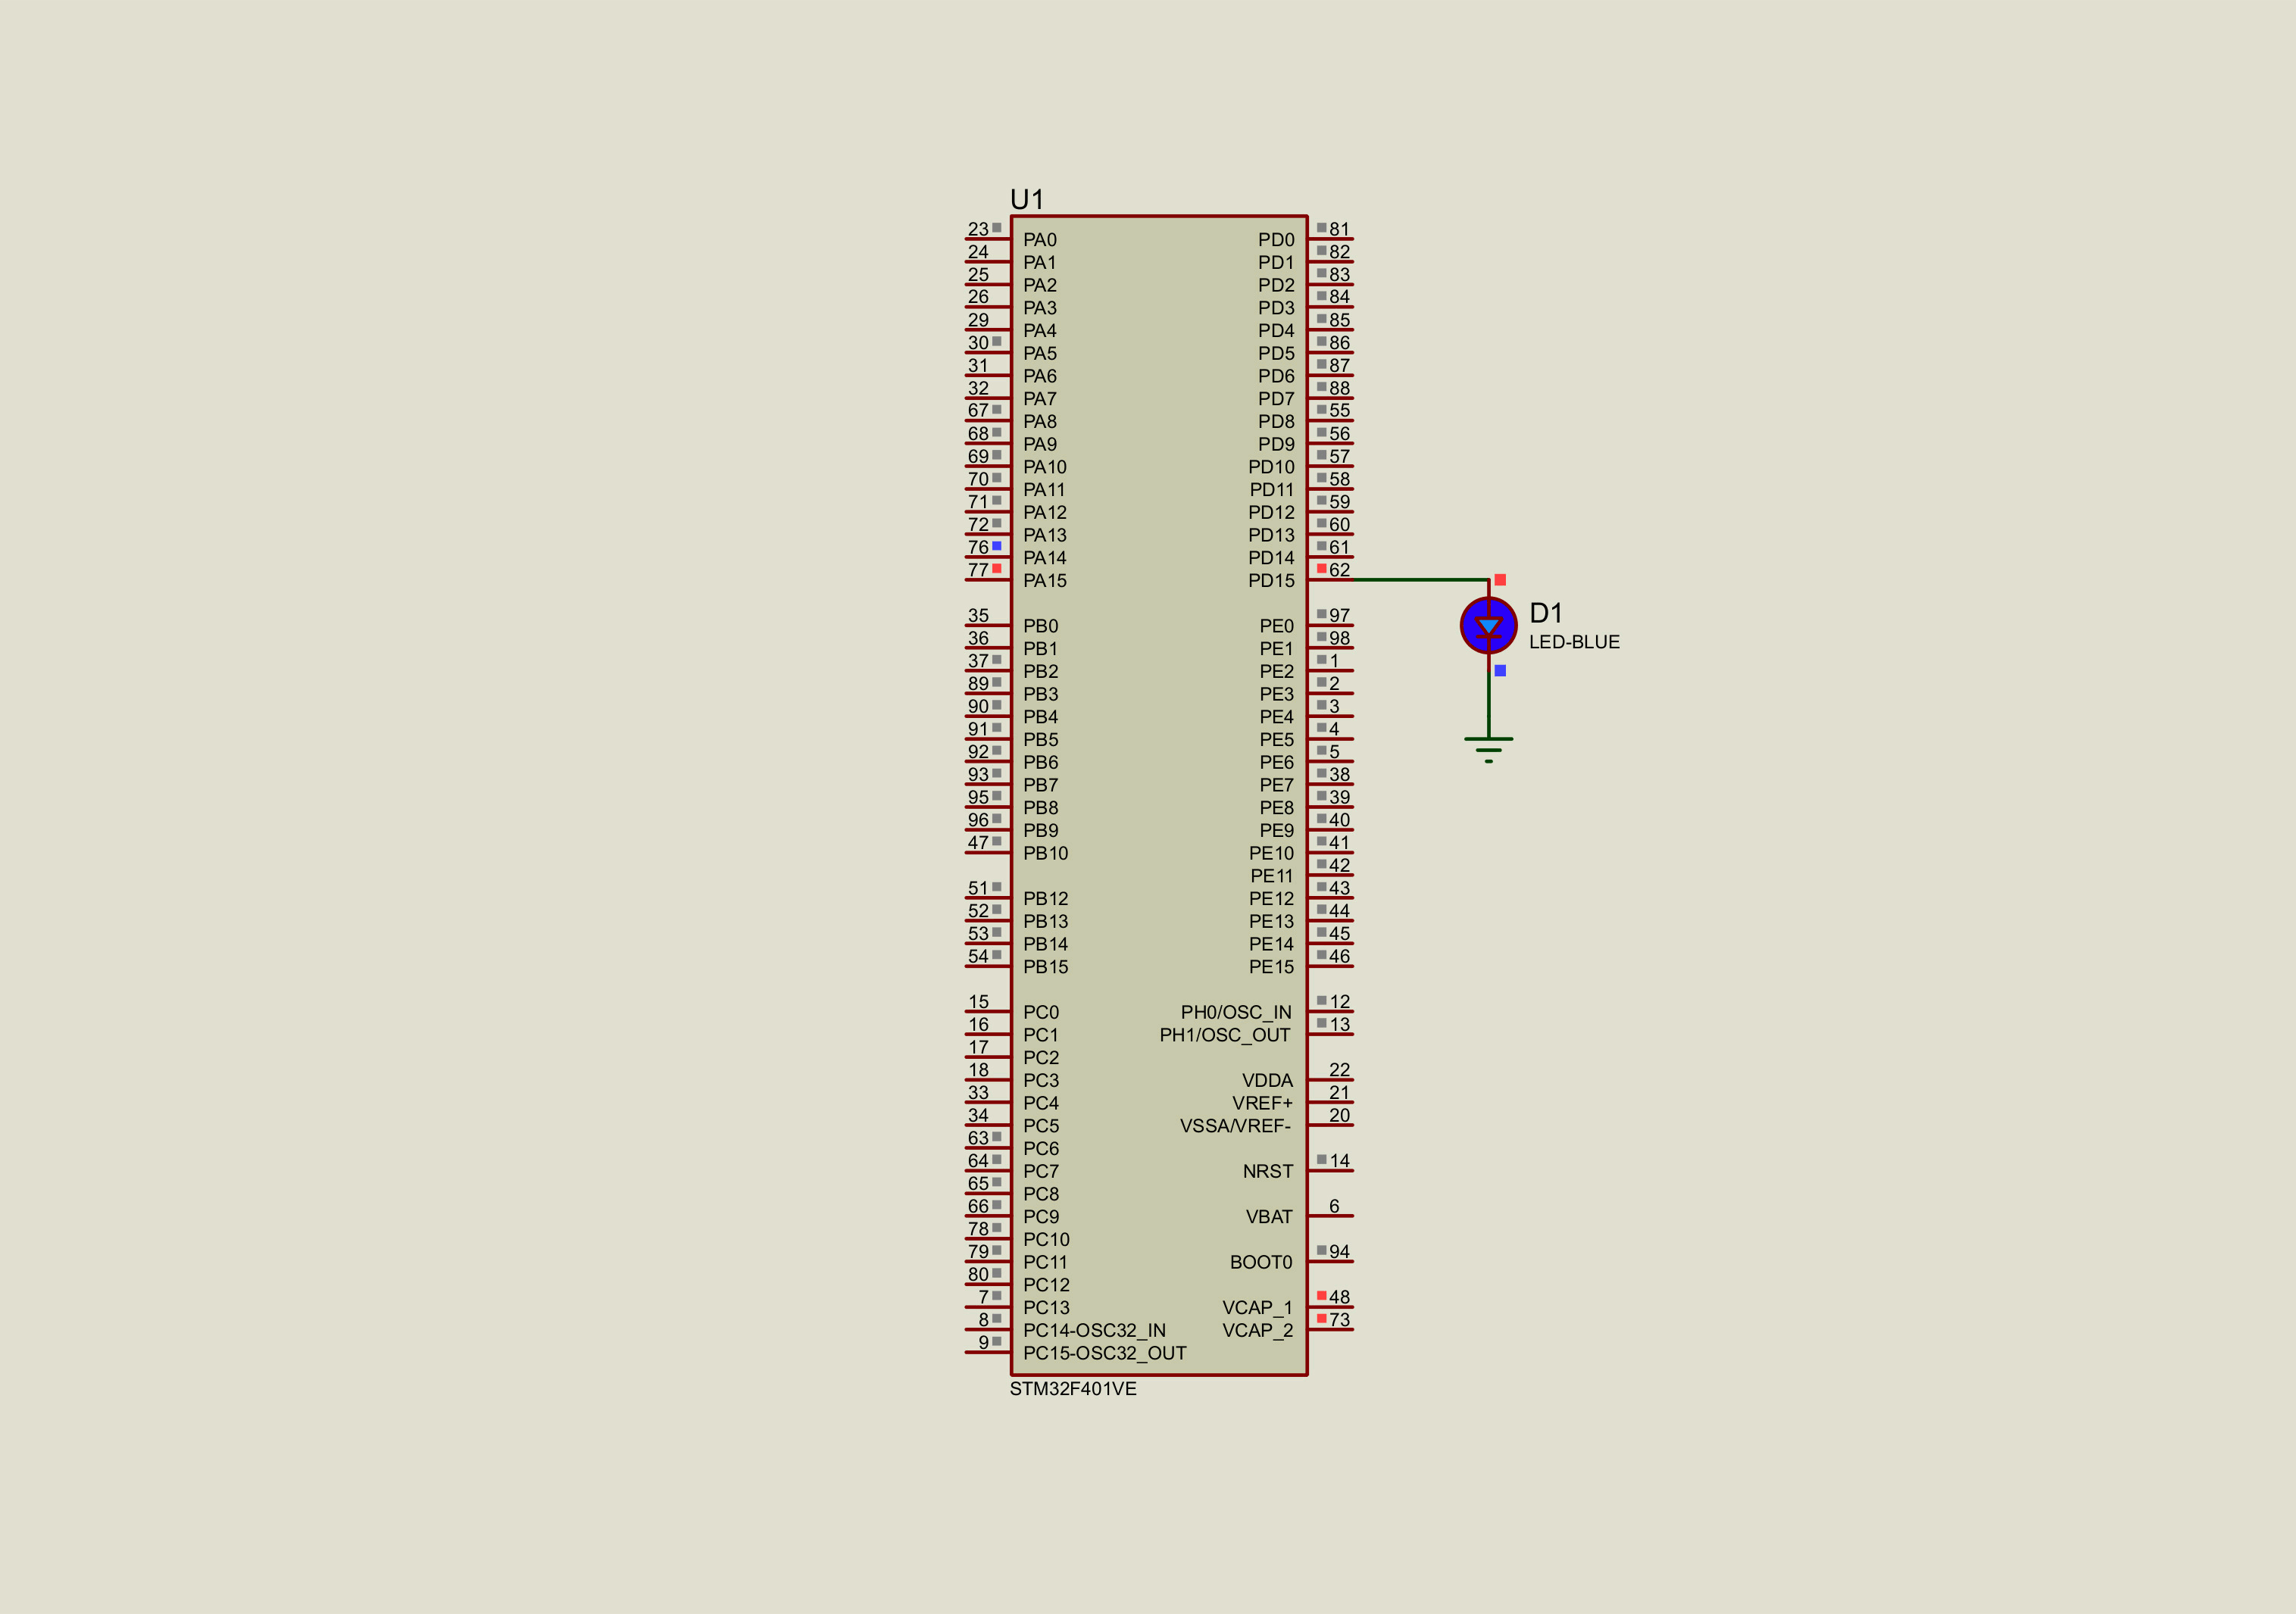 U1
23 PA0 PD0 81
24 PA1 PD1 82
25 PA2 PD2 83
26 PA3 PD3 84
29 PA4 PD4 85
30 PA5 PD5 86
31 PA6 PD6 87
32 PA7 PD7 88
67 PA8 PD8 55
68 PA9 PD9 56
69 PA10 PD10 57
70 PA11 PD11 58
71 PA12 PD12 59
72 PA13 PD13 60
76 PA14 PD14 61
77 PA15 PD15 62
D1
LED-BLUE
35 PB0 PE0 97
36 PB1 PE1 98
37 PB2 PE2 1
89 PB3 PE3 2
90 PB4 PE4 3
91 PB5 PE5 4
92 PB6 PE6 5
93 PB7 PE7 38
95 PB8 PE8 39
96 PB9 PE9 40
47 PB10 PE10 41
PE11 42
51 PB12 PE12 43
52 PB13 PE13 44
53 PB14 PE14 45
54 PB15 PE15 46
15 PC0 PH0/OSC_IN 12
16 PC1 PH1/OSC_OUT 13
17 PC2
18 PC3 VDDA 22
33 PC4 VREF+ 21
34 PC5 VSSA/VREF- 20
63 PC6
64 PC7 NRST 14
65 PC8
66 PC9 VBAT 6
78 PC10
79 PC11 BOOT0 94
80 PC12
7 PC13 VCAP_1 48
8 PC14-OSC32_IN VCAP_2 73
9 PC15-OSC32_OUT
STM32F401VE